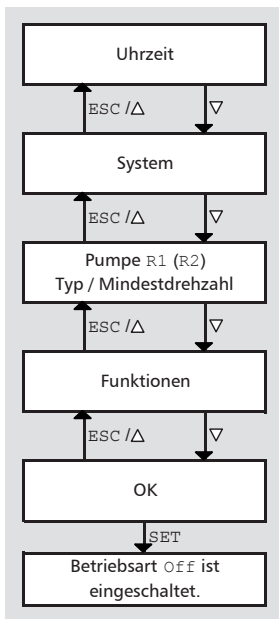 Uhrzeit
ESC /△ ▽
System
ESC /△ ▽
Pumpe R1 (R2)
Typ / Mindestdrehzahl
ESC /△ ▽
Funktionen
ESC /△ ▽
OK
SET
Betriebsart Off ist
eingeschaltet.